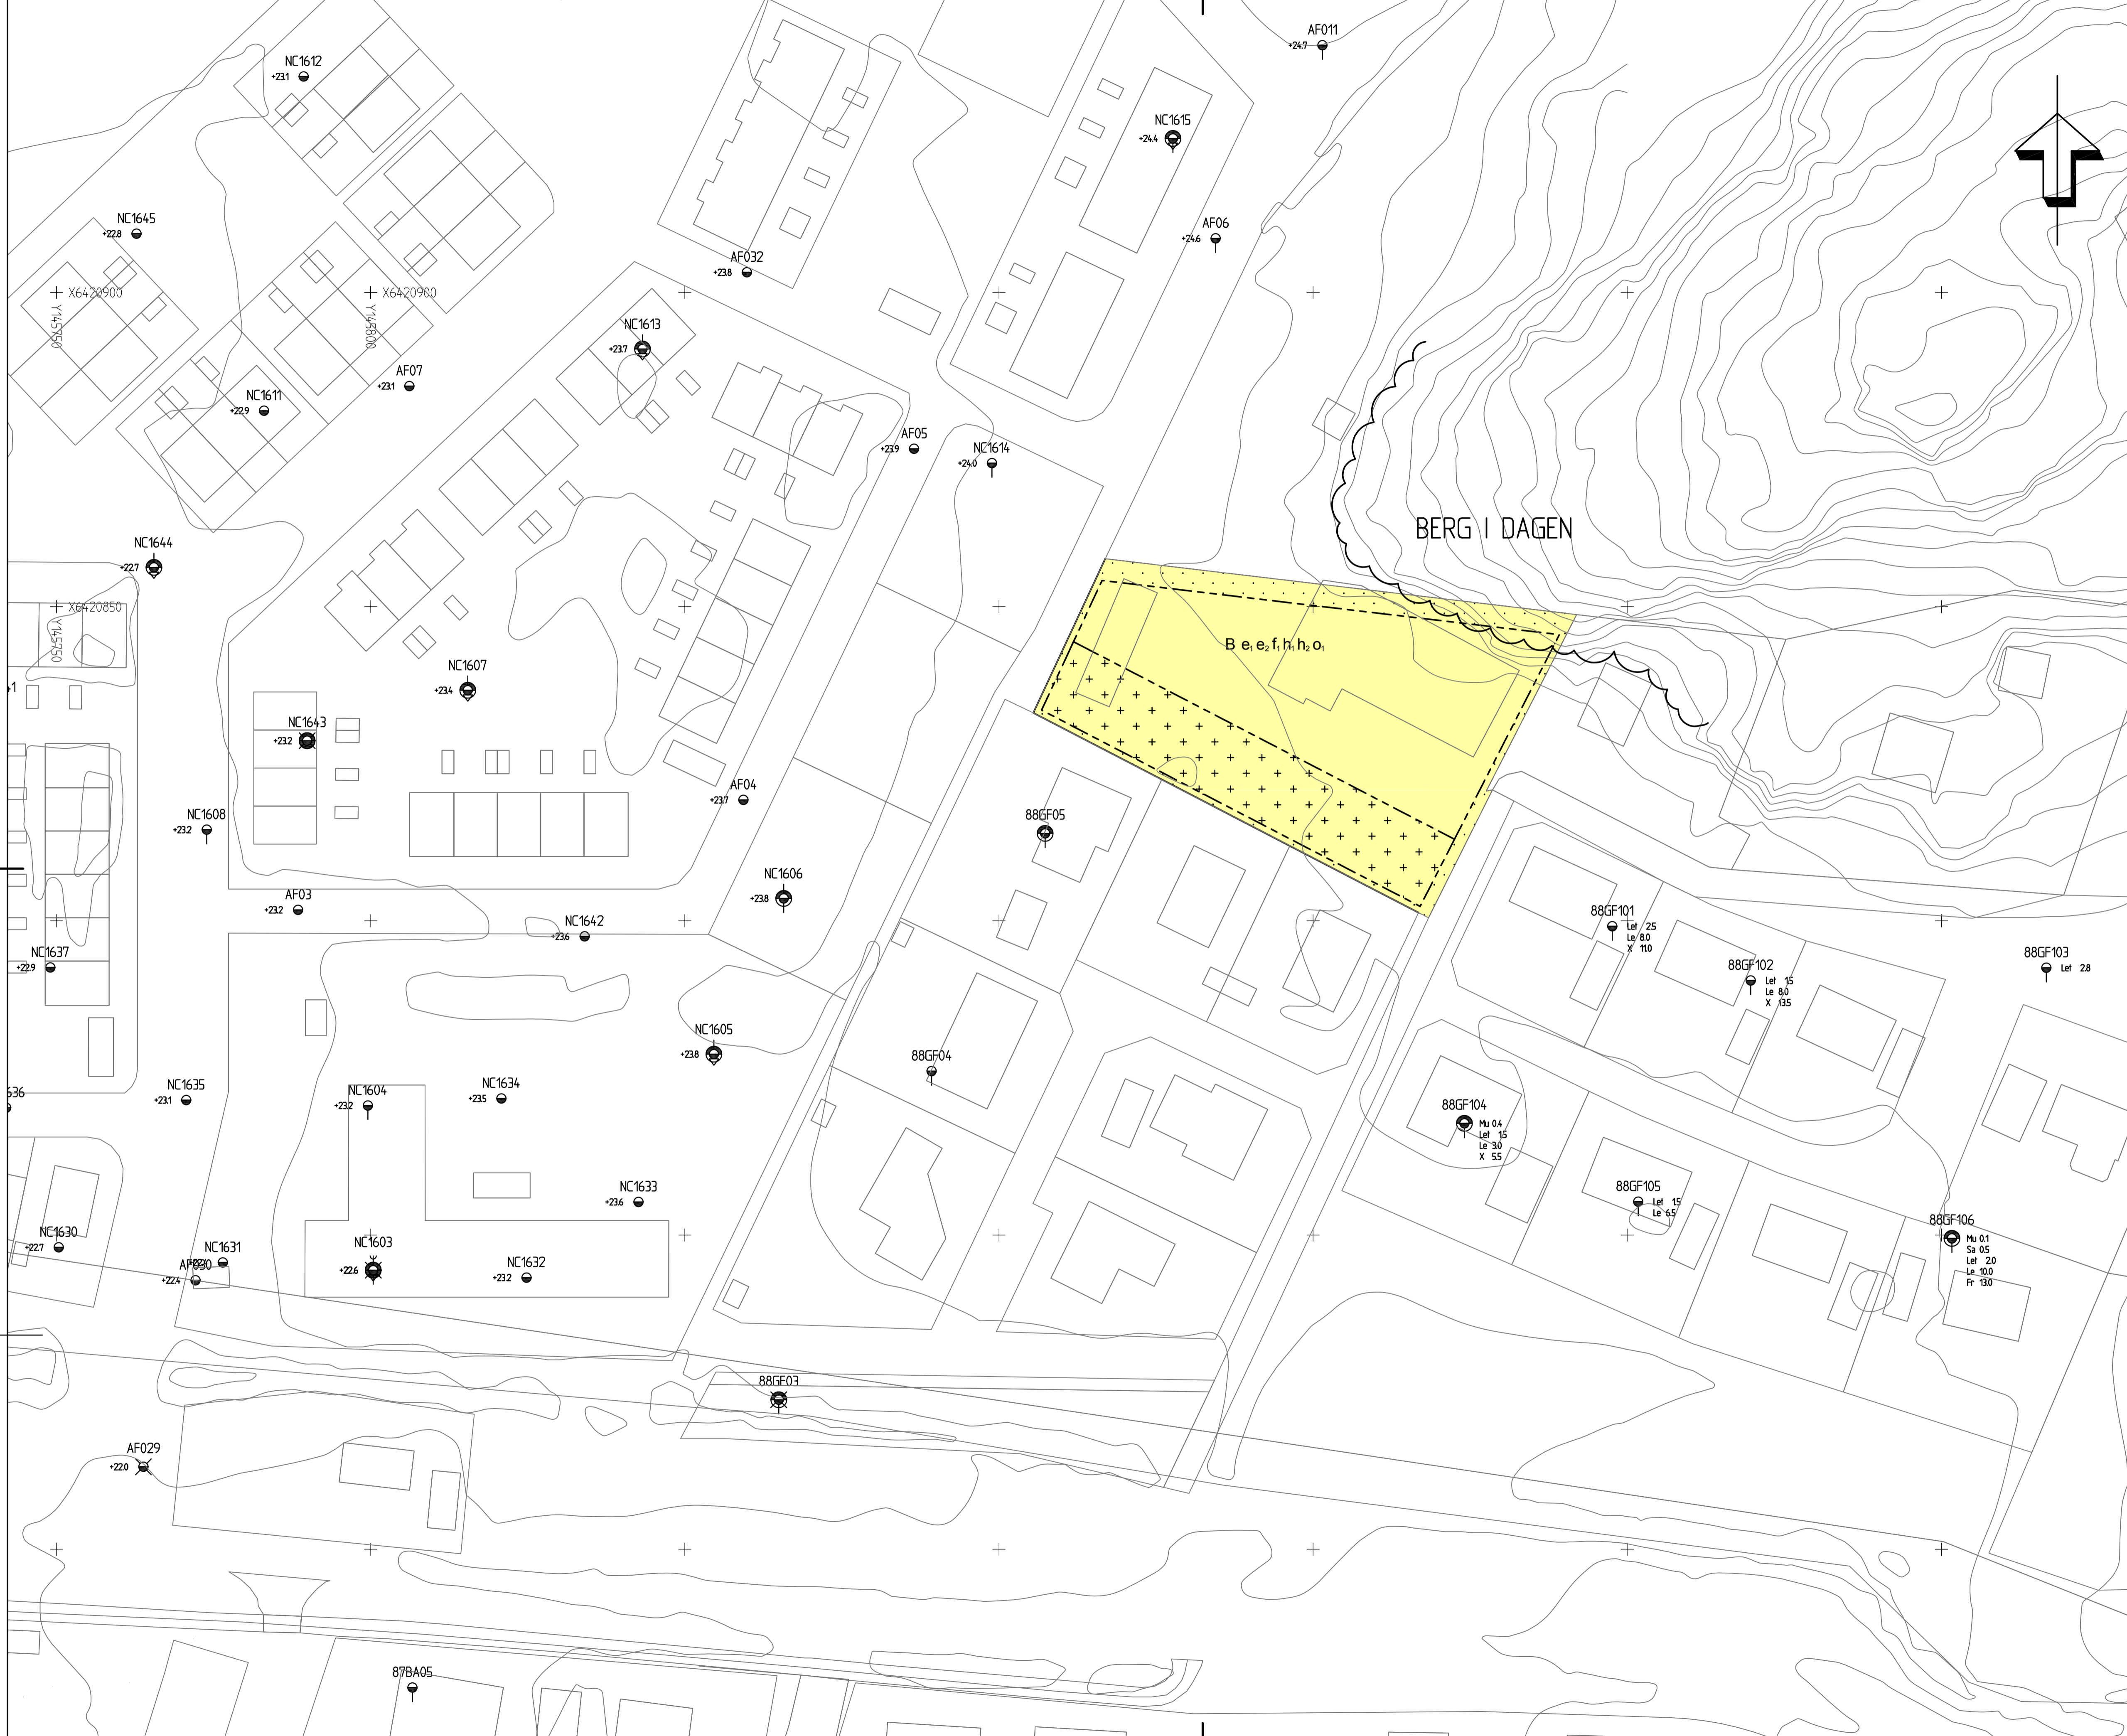 AF011
+24.7
NC1612
+23.1
NC1615
+24.4
NC1645
+22.8
AF06
+24.6
AF032
+23.8
X6420900
Y145750
X6420900
Y145800
NC1613
+23.7
AF07
+23.1
NC1611
+22.9
AF05
+23.9
NC1614
+24.0
BERG I DAGEN
NC1644
+22.7
X6420850
Y145750
B e₁e₂f₁h₁h₂o₁
NC1607
+23.4
NC1643
+23.2
AF04
+23.7
NC1608
+23.2
88GF05
NC1606
+23.8
AF03
+23.2
NC1642
+23.6
88GF101
Let 2.5
Le 8.0
X 11.0
NC1637
+22.9
88GF102
Let 1.5
Le 8.0
X 13.5
88GF103
Let 2.8
NC1605
+23.8
88GF04
NC1635
+23.1
NC1604
+23.2
NC1634
+23.5
88GF104
Mu 0.4
Let 1.5
Le 3.0
X 5.5
NC1633
+23.6
88GF105
Let 1.5
Le 6.5
88GF106
Mu 0.1
Sa 0.5
Let 2.0
Le 10.0
Fr 13.0
NC1630
+22.7
NC1631
AF030
+22.4
NC1603
+22.6
NC1632
+23.2
88GF03
AF029
+22.0
87BA05